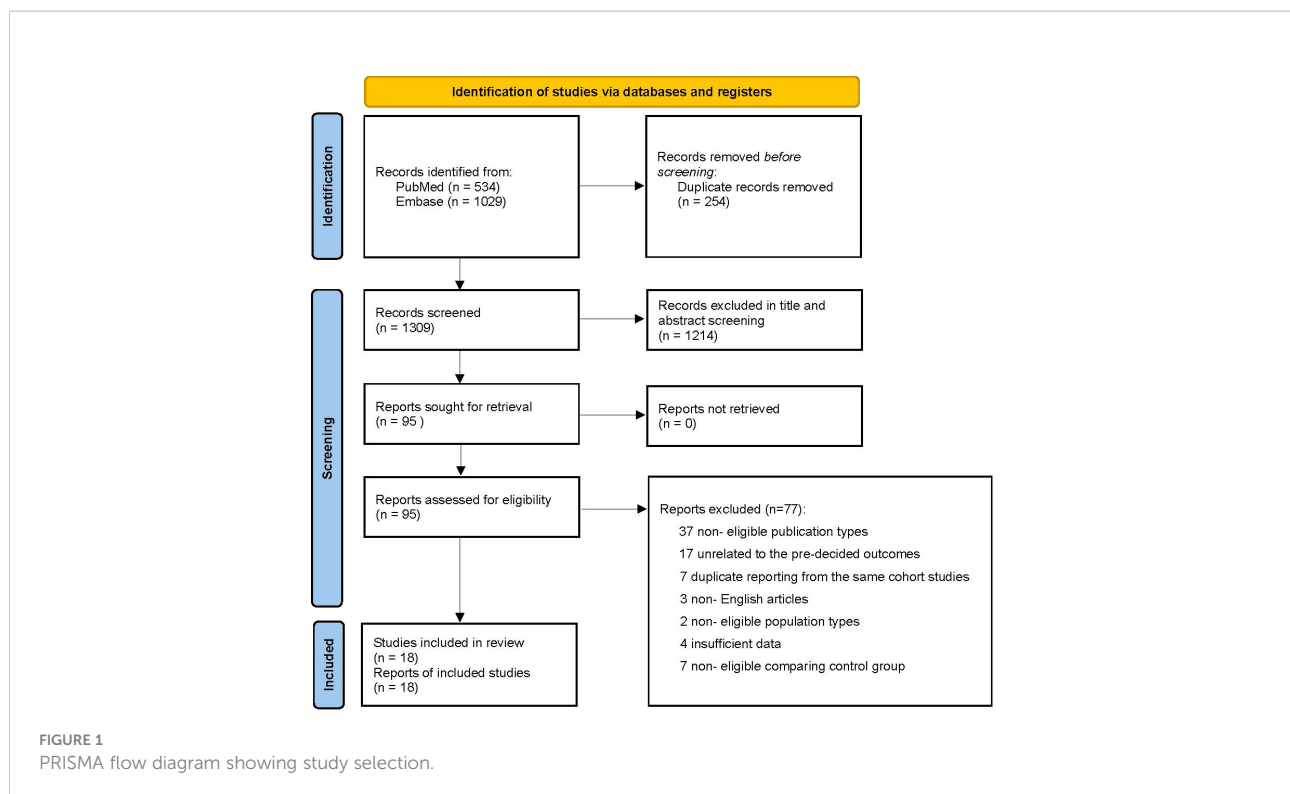 Identification of studies via databases and registers
Identification
Records identified from:
PubMed (n = 534)
Embase (n = 1029)
Records removed before
screening:
Duplicate records removed
(n = 254)
Screening
Records screened
(n = 1309)
Records excluded in title and
abstract screening
(n = 1214)
Reports sought for retrieval
(n = 95 )
Reports not retrieved
(n = 0)
Reports assessed for eligibility
(n = 95)
Reports excluded (n=77):
37 non- eligible publication types
17 unrelated to the pre-decided outcomes
7 duplicate reporting from the same cohort studies
3 non- English articles
2 non- eligible population types
4 insufficient data
7 non- eligible comparing control group
Included
Studies included in review
(n = 18)
Reports of included studies
(n = 18)
FIGURE 1
PRISMA flow diagram showing study selection.